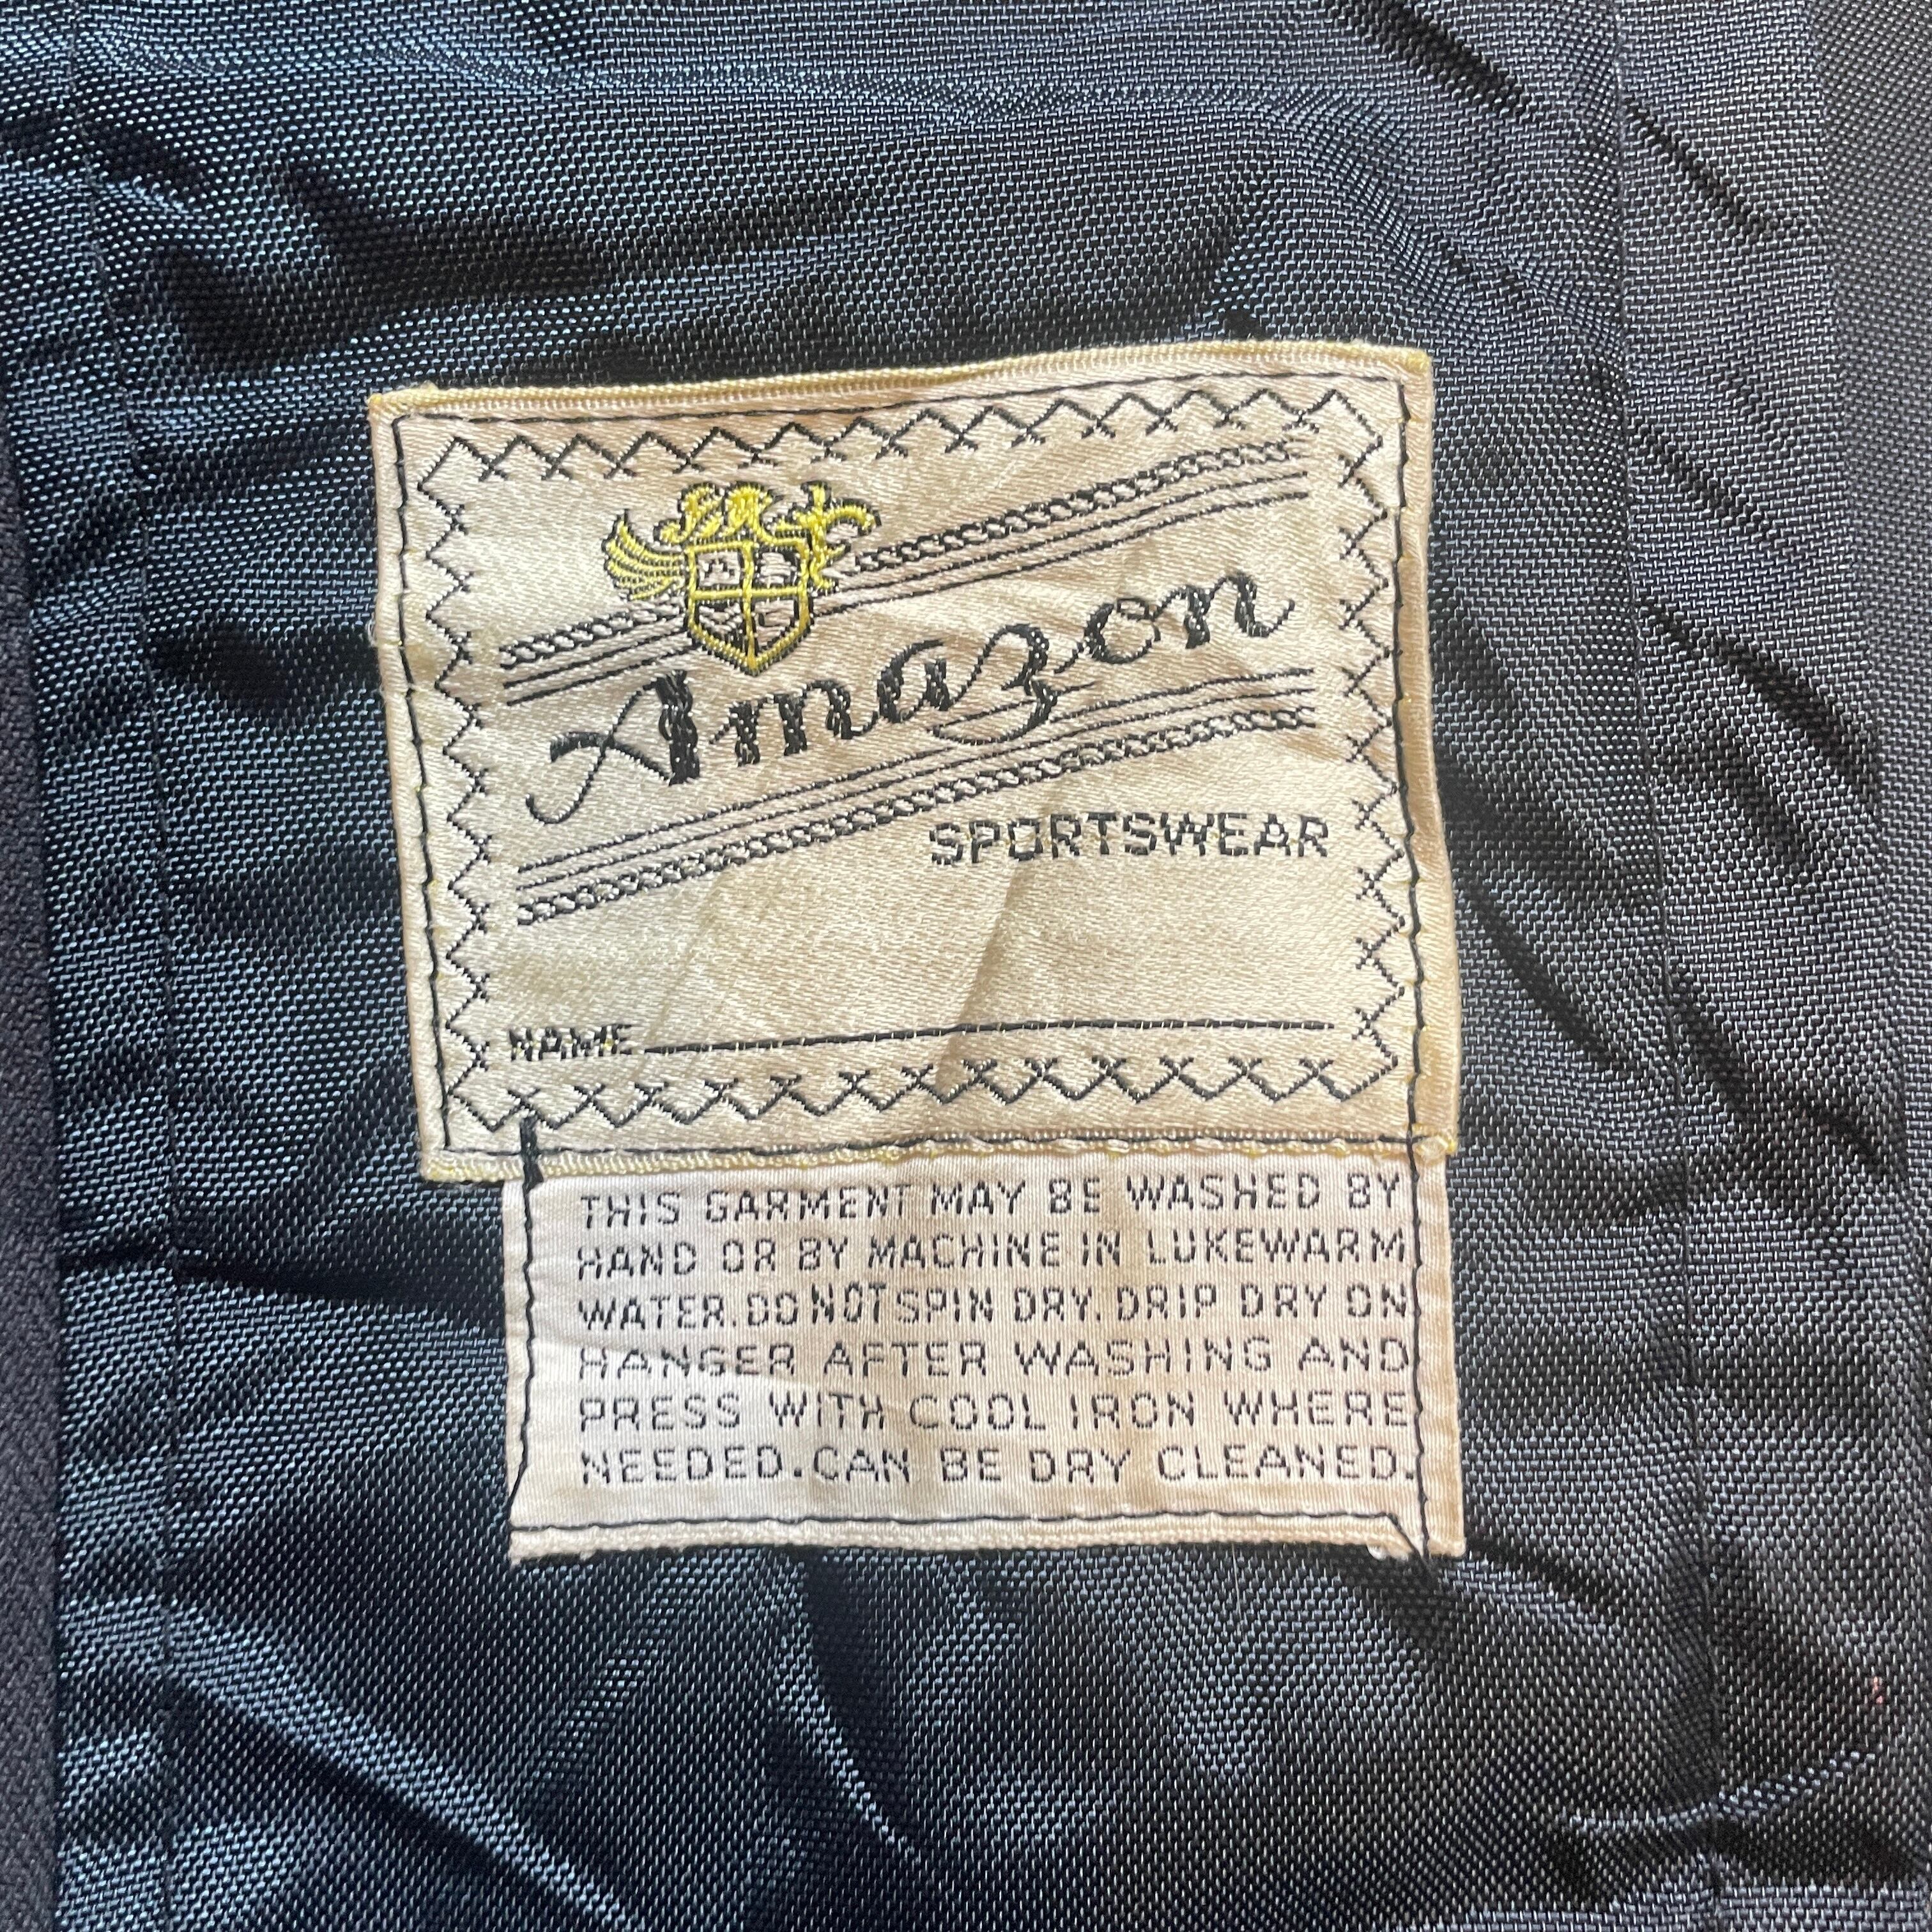 Amazon
SPORTSWEAR
NAME
THIS GARMENT MAY BE WASHED BY
HAND OR BY MACHINE IN LUKEWARM
WATER. DO NOT SPIN DRY. DRIP DRY ON
HANGER AFTER WASHING AND
PRESS WITH COOL IRON WHERE
NEEDED. CAN BE DRY CLEANED.